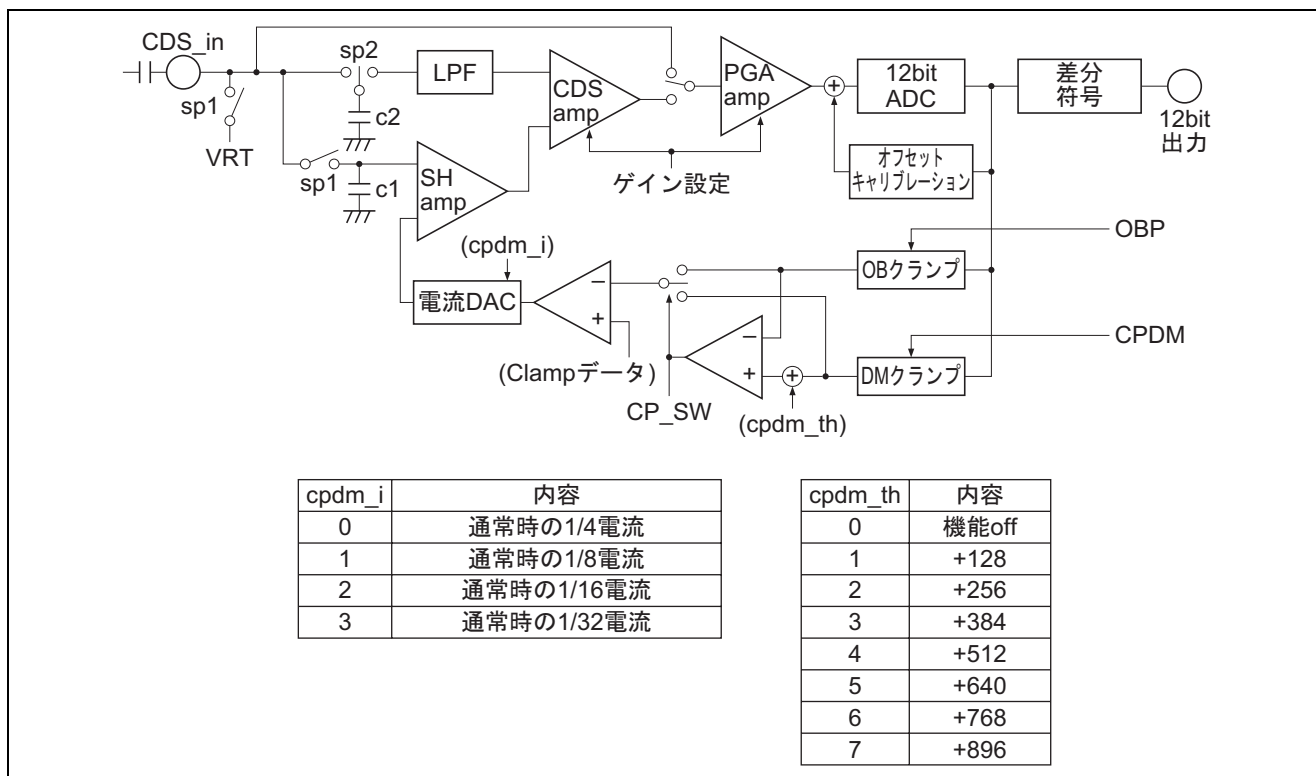 CDS_in
sp1
VRT
sp2
c2
LPF
sp1
c1
SH
amp
CDS
amp
PGA
amp
ゲイン設定
12bit
ADC
差分
符号
12bit
出力
オフセット
キャリブレーション
OBP
OBクランプ
CPDM
DMクランプ
(cpdm_i)
電流DAC
−
+
(Clampデータ)
−
+
CP_SW
(cpdm_th)
cpdm_i 内容
0 通常時の1/4電流
1 通常時の1/8電流
2 通常時の1/16電流
3 通常時の1/32電流
cpdm_th 内容
0 機能off
1 +128
2 +256
3 +384
4 +512
5 +640
6 +768
7 +896